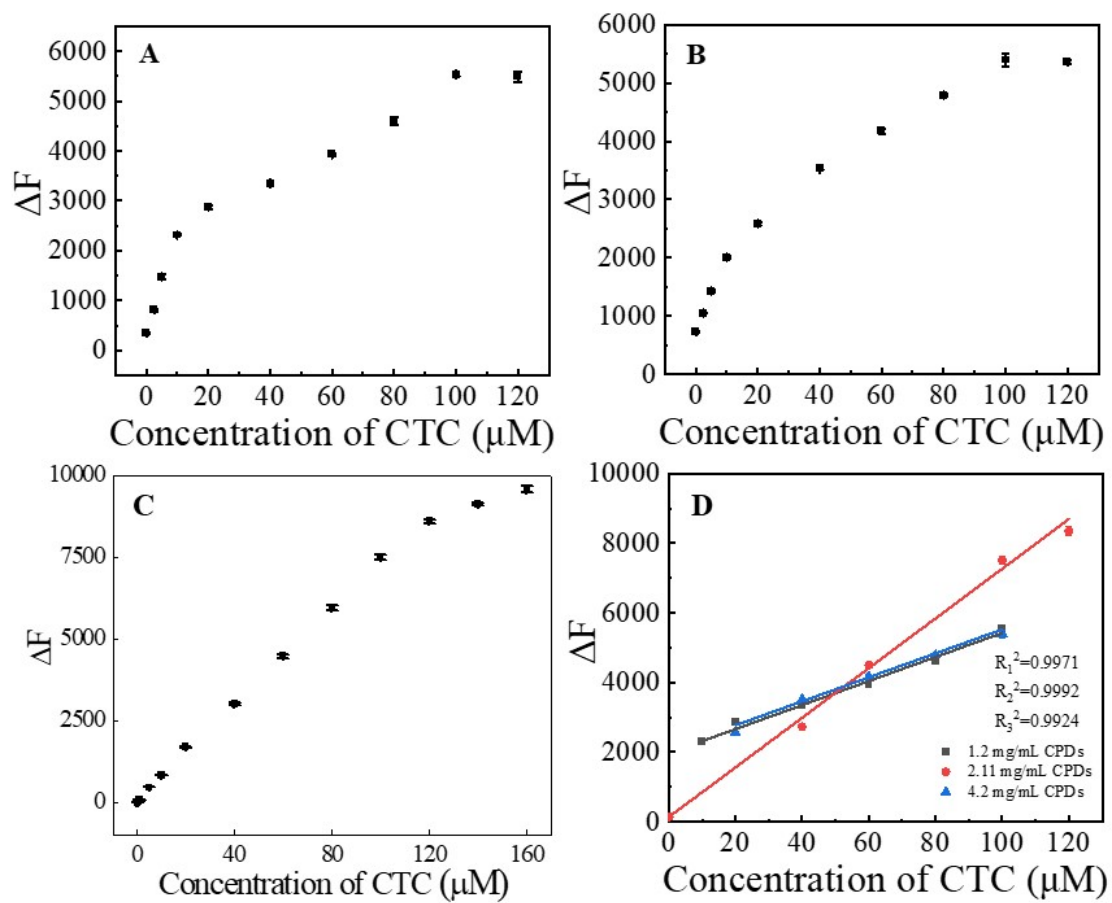 A
ΔF
6000
5000
4000
3000
2000
1000
0
0 20 40 60 80 100 120
Concentration of CTC (μM)
B
ΔF
6000
5000
4000
3000
2000
1000
0
0 20 40 60 80 100 120
Concentration of CTC (μM)
C
ΔF
10000
7500
5000
2500
0
0 40 80 120 160
Concentration of CTC (μM)
D
ΔF
10000
8000
6000
4000
2000
0
R₁²=0.9971
R₂²=0.9992
R₃²=0.9924
1.2 mg/mL CPDs
2.11 mg/mL CPDs
4.2 mg/mL CPDs
0 20 40 60 80 100 120
Concentration of CTC (μM)